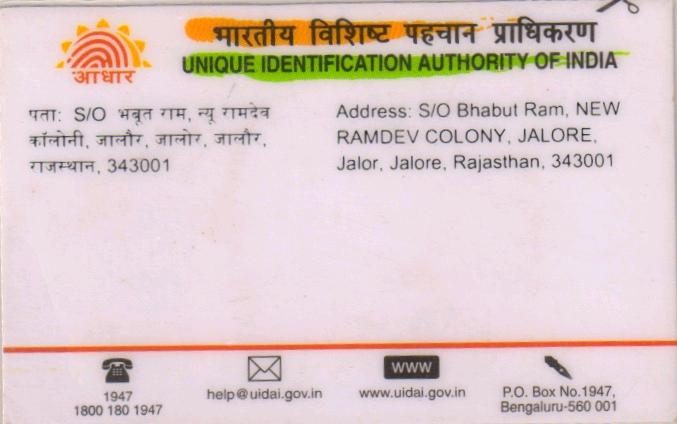 भारतीय विशिष्ट पहचान प्राधिकरण
UNIQUE IDENTIFICATION AUTHORITY OF INDIA
आधार
पता: S/O भबूत राम, न्यू रामदेव
कॉलोनी, जालौर, जालोर, जालौर,
राजस्थान, 343001
Address: S/O Bhabut Ram, NEW
RAMDEV COLONY, JALORE,
Jalor, Jalore, Rajasthan, 343001
1947
1800 180 1947
help@uidai.gov.in
WWW
www.uidai.gov.in
P.O. Box No.1947,
Bengaluru-560 001